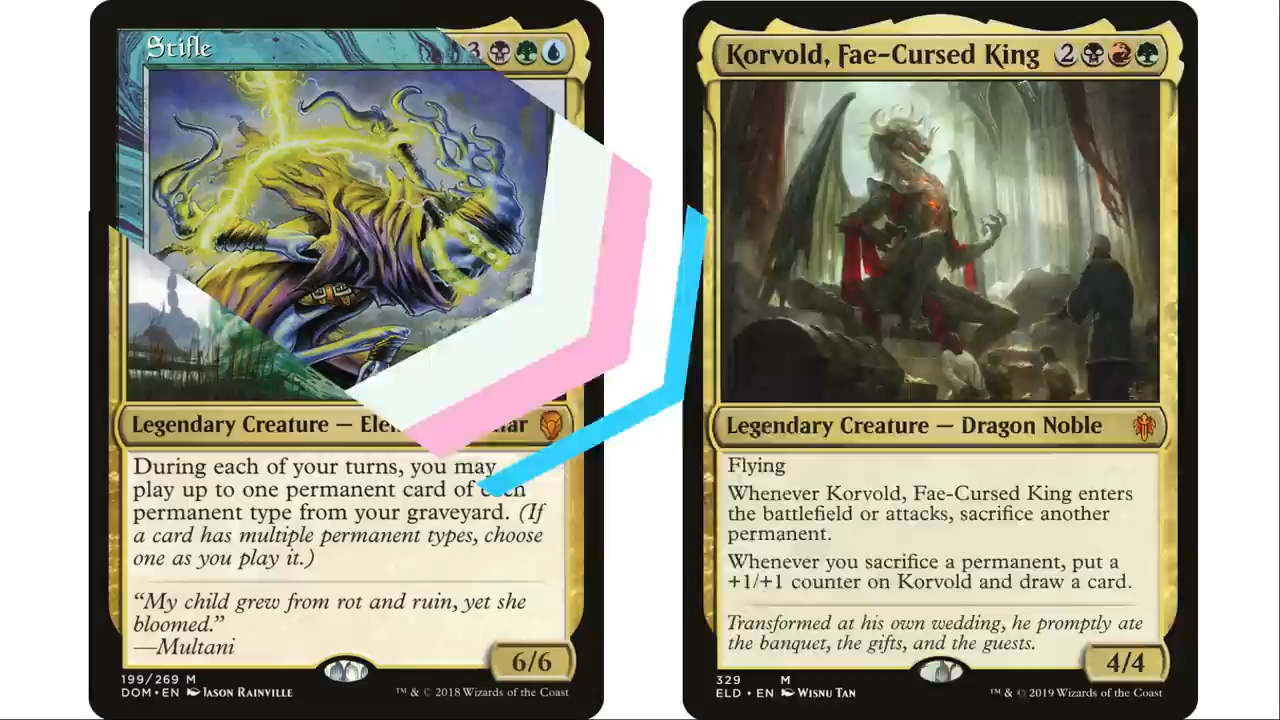 Stifle
3
Legendary Creature — Ele
During each of your turns, you may
play up to one permanent card of each
permanent type from your graveyard. (If
a card has multiple permanent types, choose
one as you play it.)
“My child grew from rot and ruin, yet she
bloomed.”
—Multani
6/6
199/269 M
DOM • EN Jason Rainville
™ & © 2018 Wizards of the Coast
Korvold, Fae-Cursed King
2
Legendary Creature — Dragon Noble
Flying
Whenever Korvold, Fae-Cursed King enters
the battlefield or attacks, sacrifice another
permanent.
Whenever you sacrifice a permanent, put a
+1/+1 counter on Korvold and draw a card.
Transformed at his own wedding, he promptly ate
the banquet, the gifts, and the guests.
4/4
329 M
ELD • EN Wisnu Tan
™ & © 2019 Wizards of the Coast